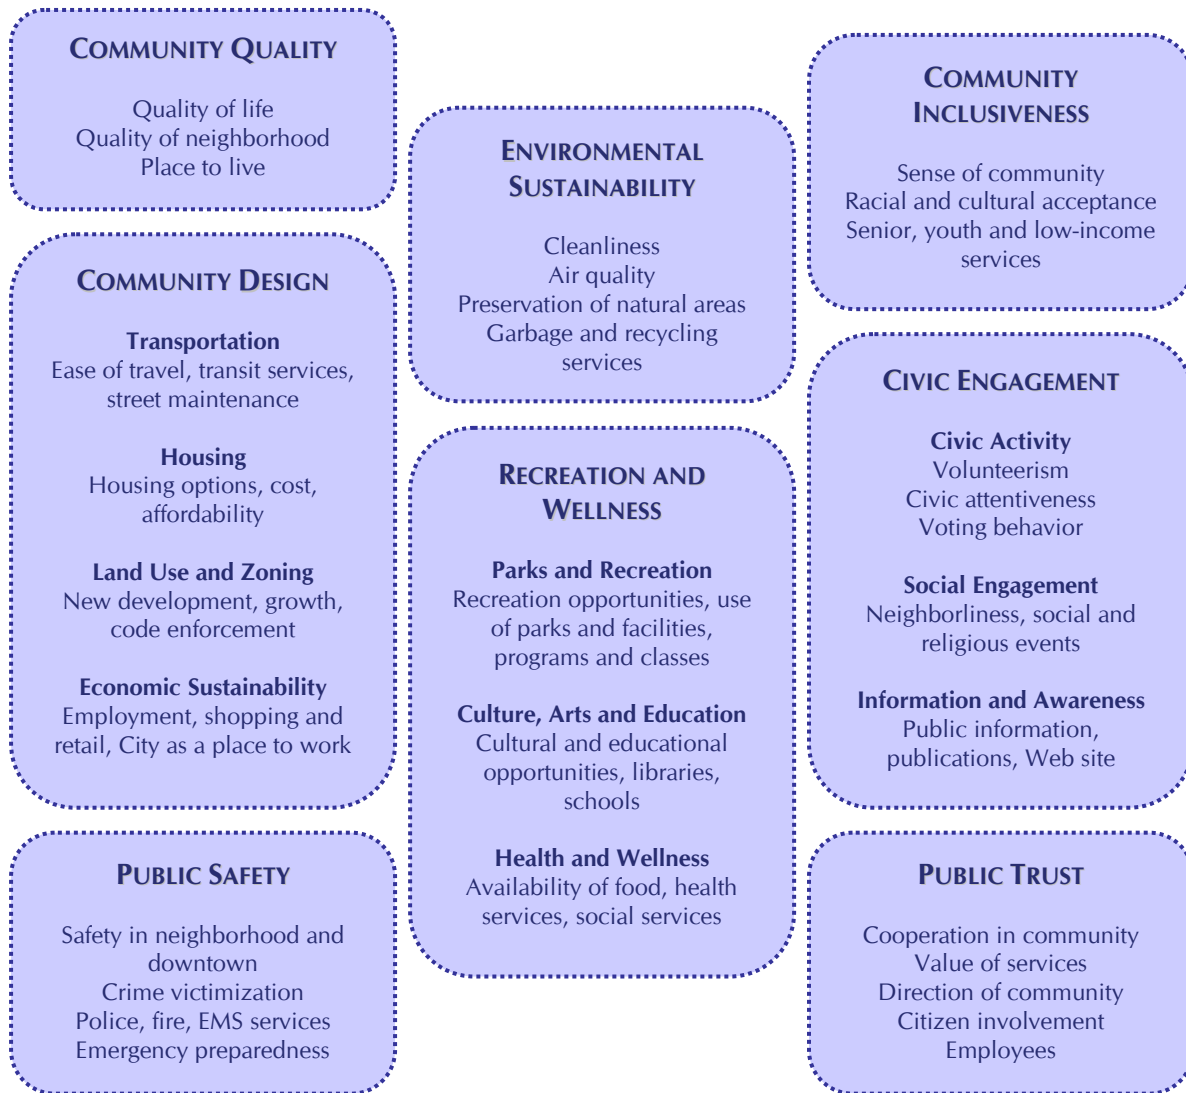 COMMUNITY QUALITY
Quality of life
Quality of neighborhood
Place to live
COMMUNITY DESIGN
Transportation
Ease of travel, transit services,
street maintenance
Housing
Housing options, cost,
affordability
Land Use and Zoning
New development, growth,
code enforcement
Economic Sustainability
Employment, shopping and
retail, City as a place to work
PUBLIC SAFETY
Safety in neighborhood and
downtown
Crime victimization
Police, fire, EMS services
Emergency preparedness
ENVIRONMENTAL
SUSTAINABILITY
Cleanliness
Air quality
Preservation of natural areas
Garbage and recycling
services
RECREATION AND
WELLNESS
Parks and Recreation
Recreation opportunities, use
of parks and facilities,
programs and classes
Culture, Arts and Education
Cultural and educational
opportunities, libraries,
schools
Health and Wellness
Availability of food, health
services, social services
COMMUNITY
INCLUSIVENESS
Sense of community
Racial and cultural acceptance
Senior, youth and low-income
services
CIVIC ENGAGEMENT
Civic Activity
Volunteerism
Civic attentiveness
Voting behavior
Social Engagement
Neighborliness, social and
religious events
Information and Awareness
Public information,
publications, Web site
PUBLIC TRUST
Cooperation in community
Value of services
Direction of community
Citizen involvement
Employees